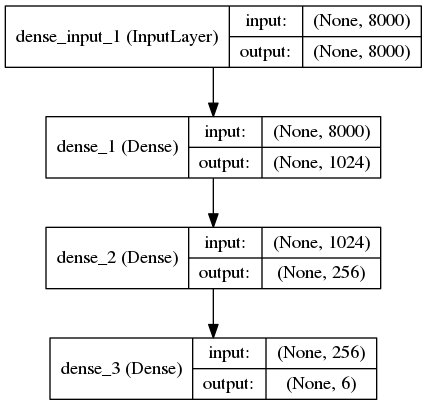 dense_input_1 (InputLayer)
input: (None, 8000)
output: (None, 8000)
dense_1 (Dense)
input: (None, 8000)
output: (None, 1024)
dense_2 (Dense)
input: (None, 1024)
output: (None, 256)
dense_3 (Dense)
input: (None, 256)
output: (None, 6)